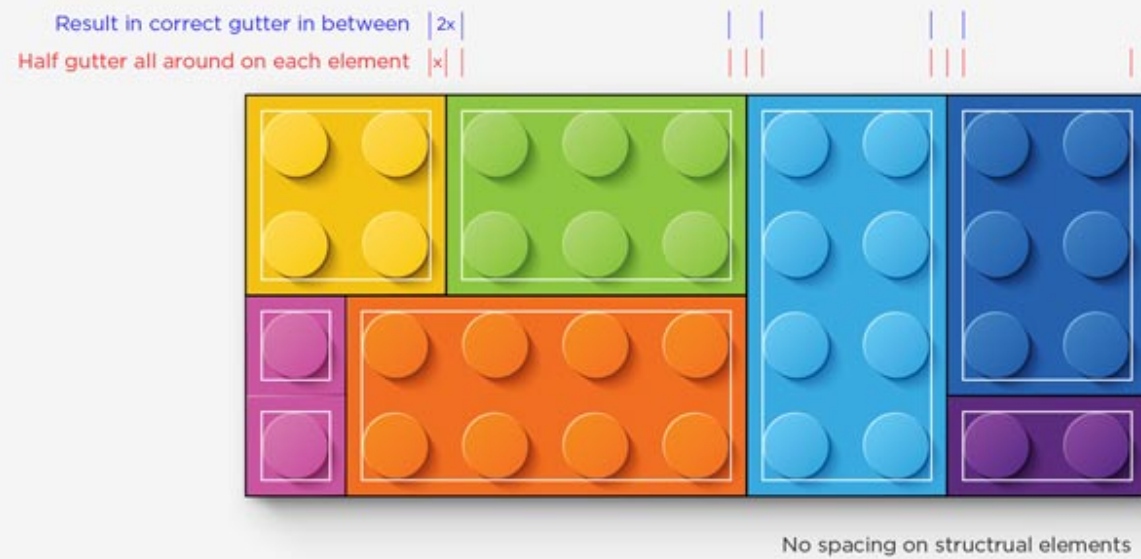 Result in correct gutter in between 2x
Half gutter all around on each element x
No spacing on structrual elements